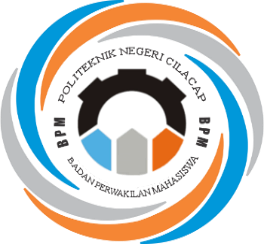 POLITEKNIK NEGERI CILACAP
BPM
BPM
BADAN PERWAKILAN MAHASISWA